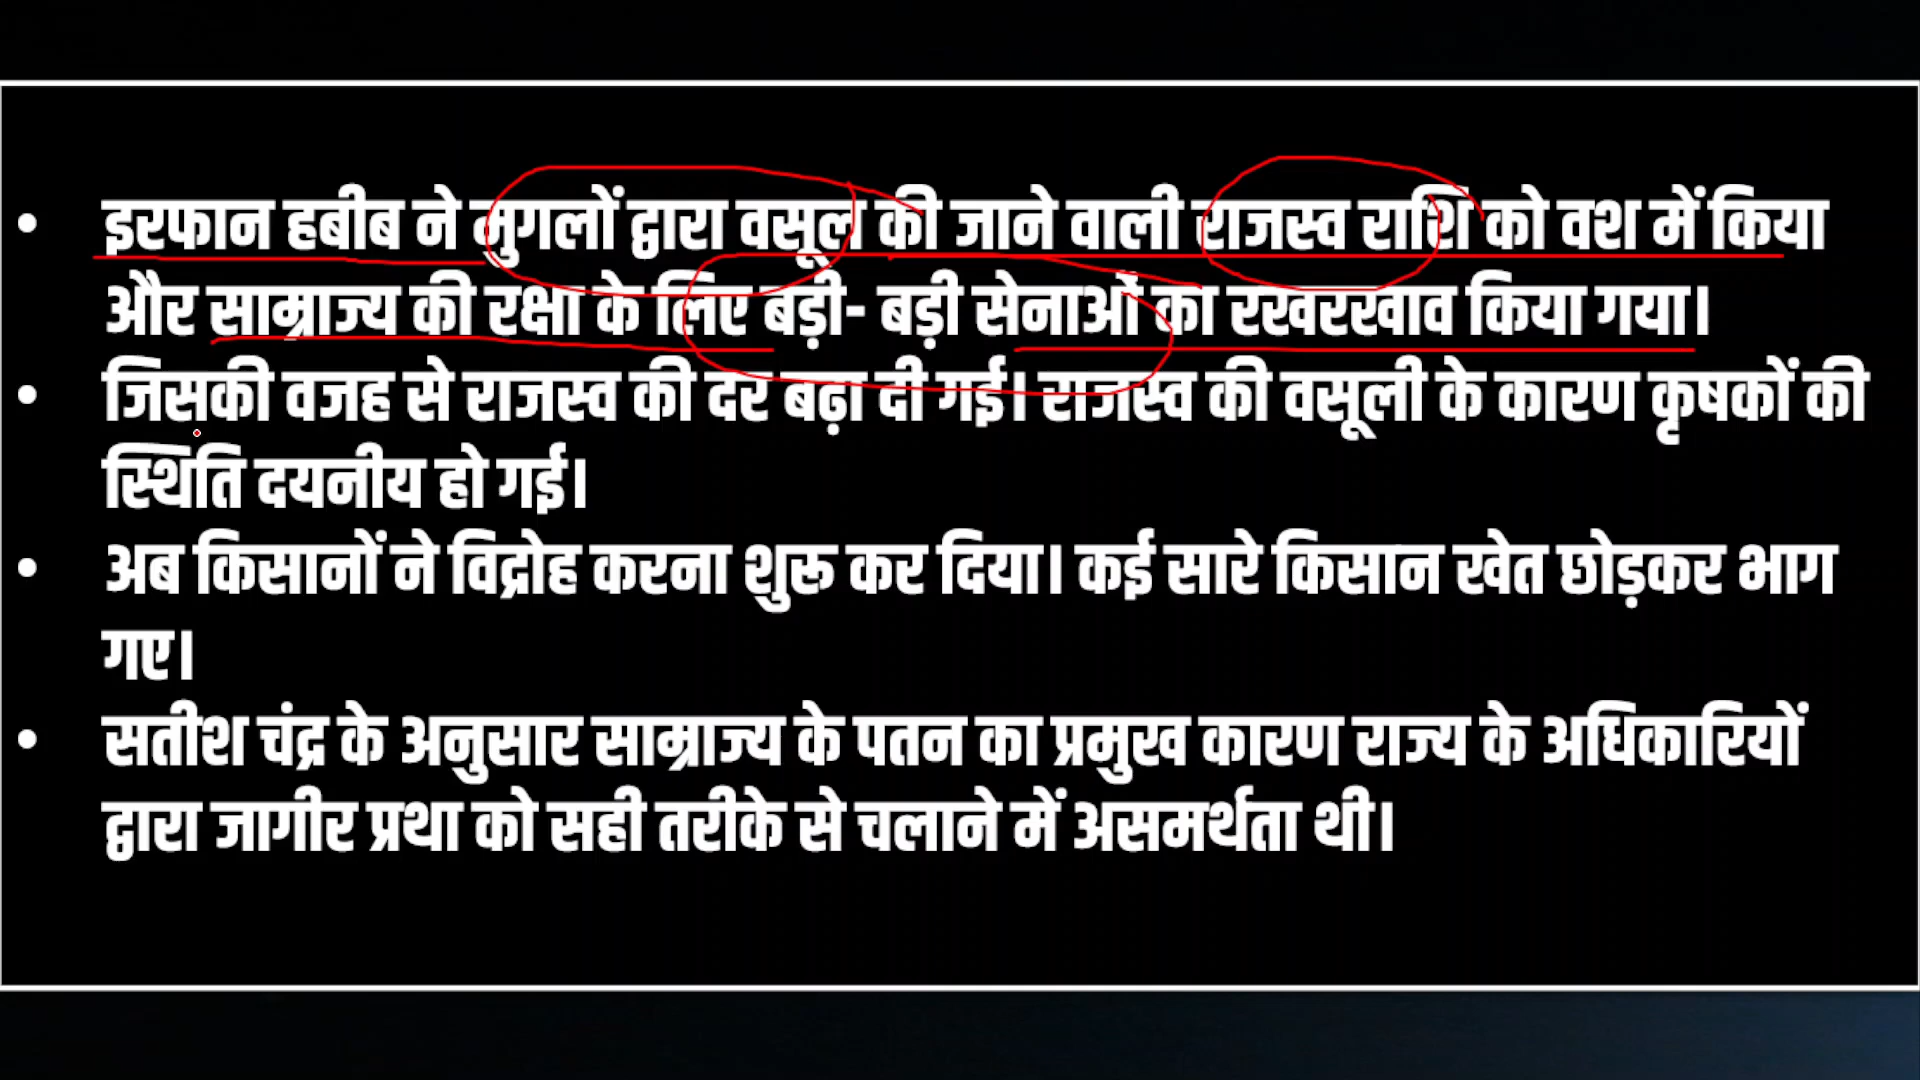 • इरफान हबीब ने मुगलों द्वारा वसूल की जाने वाली राजस्व राशि को वश में किया
और साम्राज्य की रक्षा के लिए बड़ी- बड़ी सेनाओं का रखरखाव किया गया।
• जिसकी वजह से राजस्व की दर बढ़ा दी गई। राजस्व की वसूली के कारण कृषकों की
स्थिति दयनीय हो गई।
• अब किसानों ने विद्रोह करना शुरू कर दिया। कई सारे किसान खेत छोड़कर भाग
गए।
• सतीश चंद्र के अनुसार साम्राज्य के पतन का प्रमुख कारण राज्य के अधिकारियों
द्वारा जागीर प्रथा को सही तरीके से चलाने में असमर्थता थी।